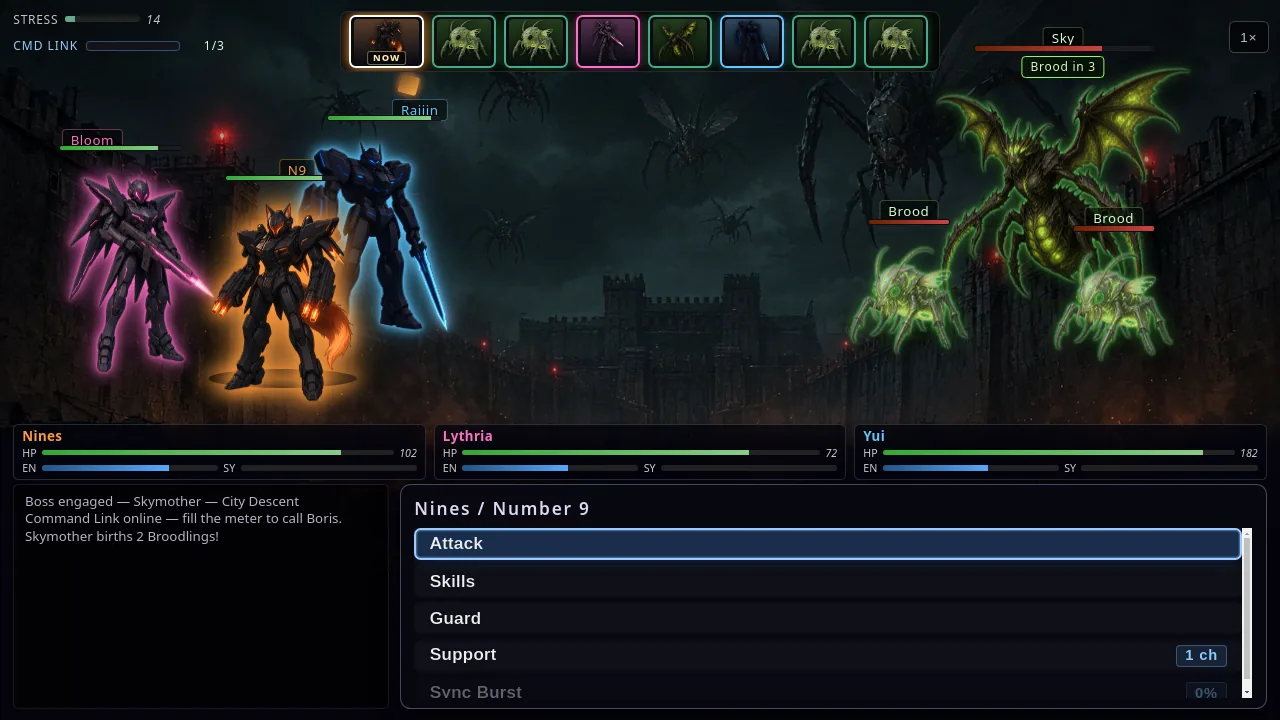 STRESS 14
CMD LINK 1/3
NOW
1×
Sky
Brood in 3
Raijin
Bloom
N9
Brood
Brood
Nines
HP 102
EN SY
Lythria
HP 72
EN SY
Yui
HP 182
EN SY
Boss engaged — Skymother — City Descent
Command Link online — fill the meter to call Boris.
Skymother births 2 Broodlings!
Nines / Number 9
Attack
Skills
Guard
Support 1 ch
Sync Burst 0%